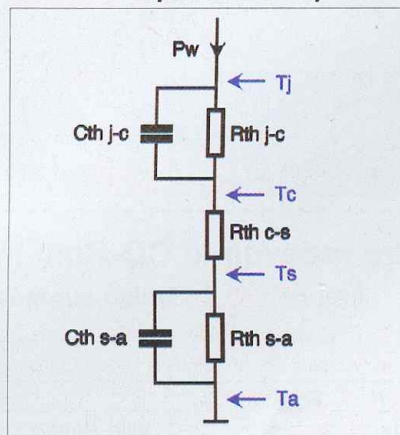 Pw
Tj
Cth j-c
Rth j-c
Tc
Rth c-s
Ts
Cth s-a
Rth s-a
Ta